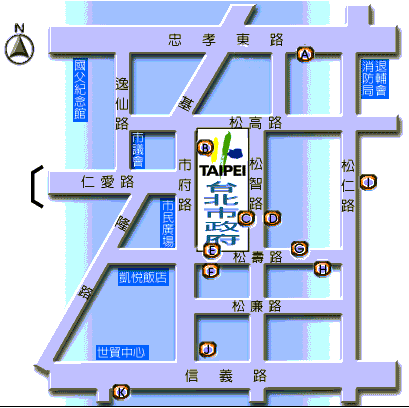 N
忠孝東路
A
國父紀念館
逸仙路
基
消防局
退輔會
松高路
B
TAIPEI
台北市政府
市議會
市府路
松智路
松仁路
I
仁愛路
隆
市民廣場
C
D
E
松壽路
G
F
H
凱悅飯店
路
松廉路
世貿中心
J
信義路
K